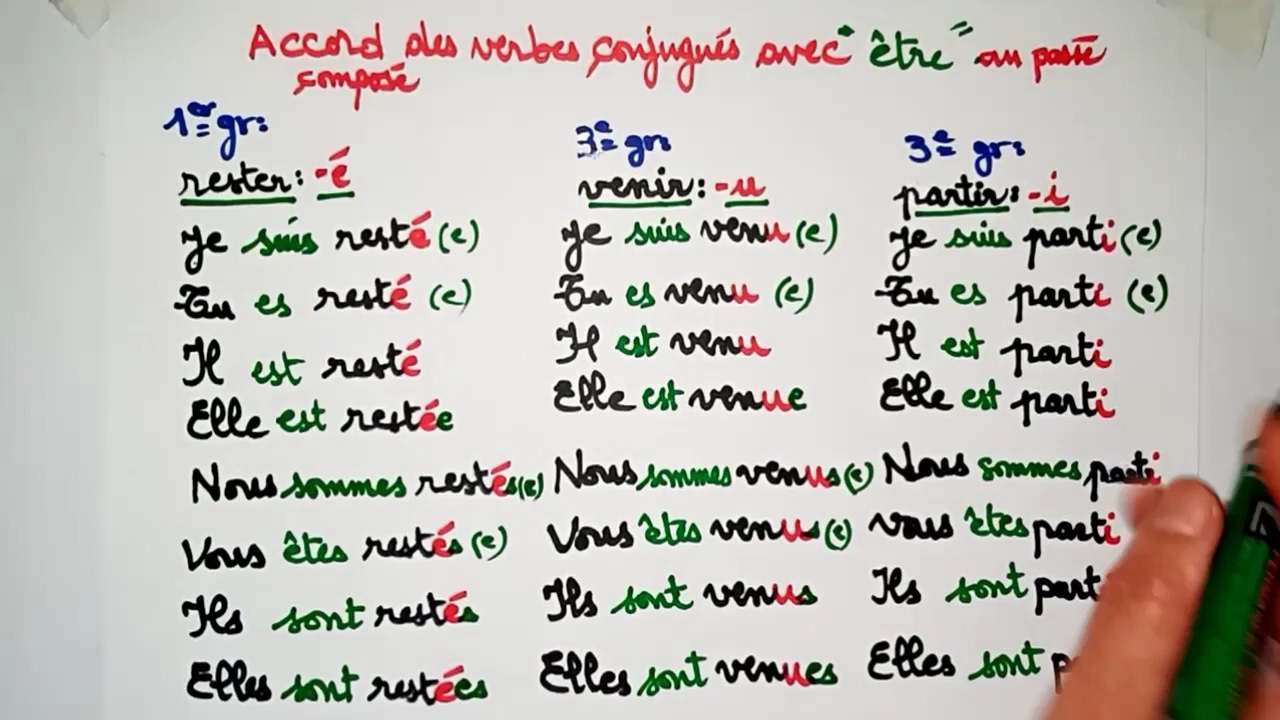 Accord des verbes conjugués avec "être" au passé
composé
1er gr:
rester: -é
Je suis resté (e)
Tu es resté (e)
Il est resté
Elle est restée
Nous sommes restés(e)
Vous êtes restés (e)
Ils sont restés
Elles sont restées
3e gr:
venir: -u
Je suis venu (e)
Tu es venu (e)
Il est venu
Elle est venue
Nous sommes venus(e)
Vous êtes venus(e)
Ils sont venus
Elles sont venues
3e gr:
partir: -i
Je suis parti (e)
Tu es parti (e)
Il est parti
Elle est parti
Nous sommes parti
Vous êtes parti
Ils sont
Elles sont